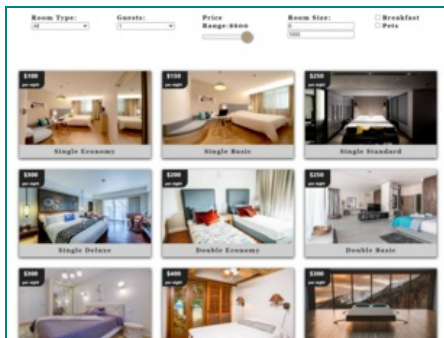 Room Type:
All
Guests:
1
Price
Range:$600
Room Size:
0
1000
Breakfast
Pets
$100
per night
Single Economy
$150
per night
Single Basic
$250
per night
Single Standard
$300
per night
Single Deluxe
$200
per night
Double Economy
$250
per night
Double Basic
$300
per night
$400
per night
$300
per night